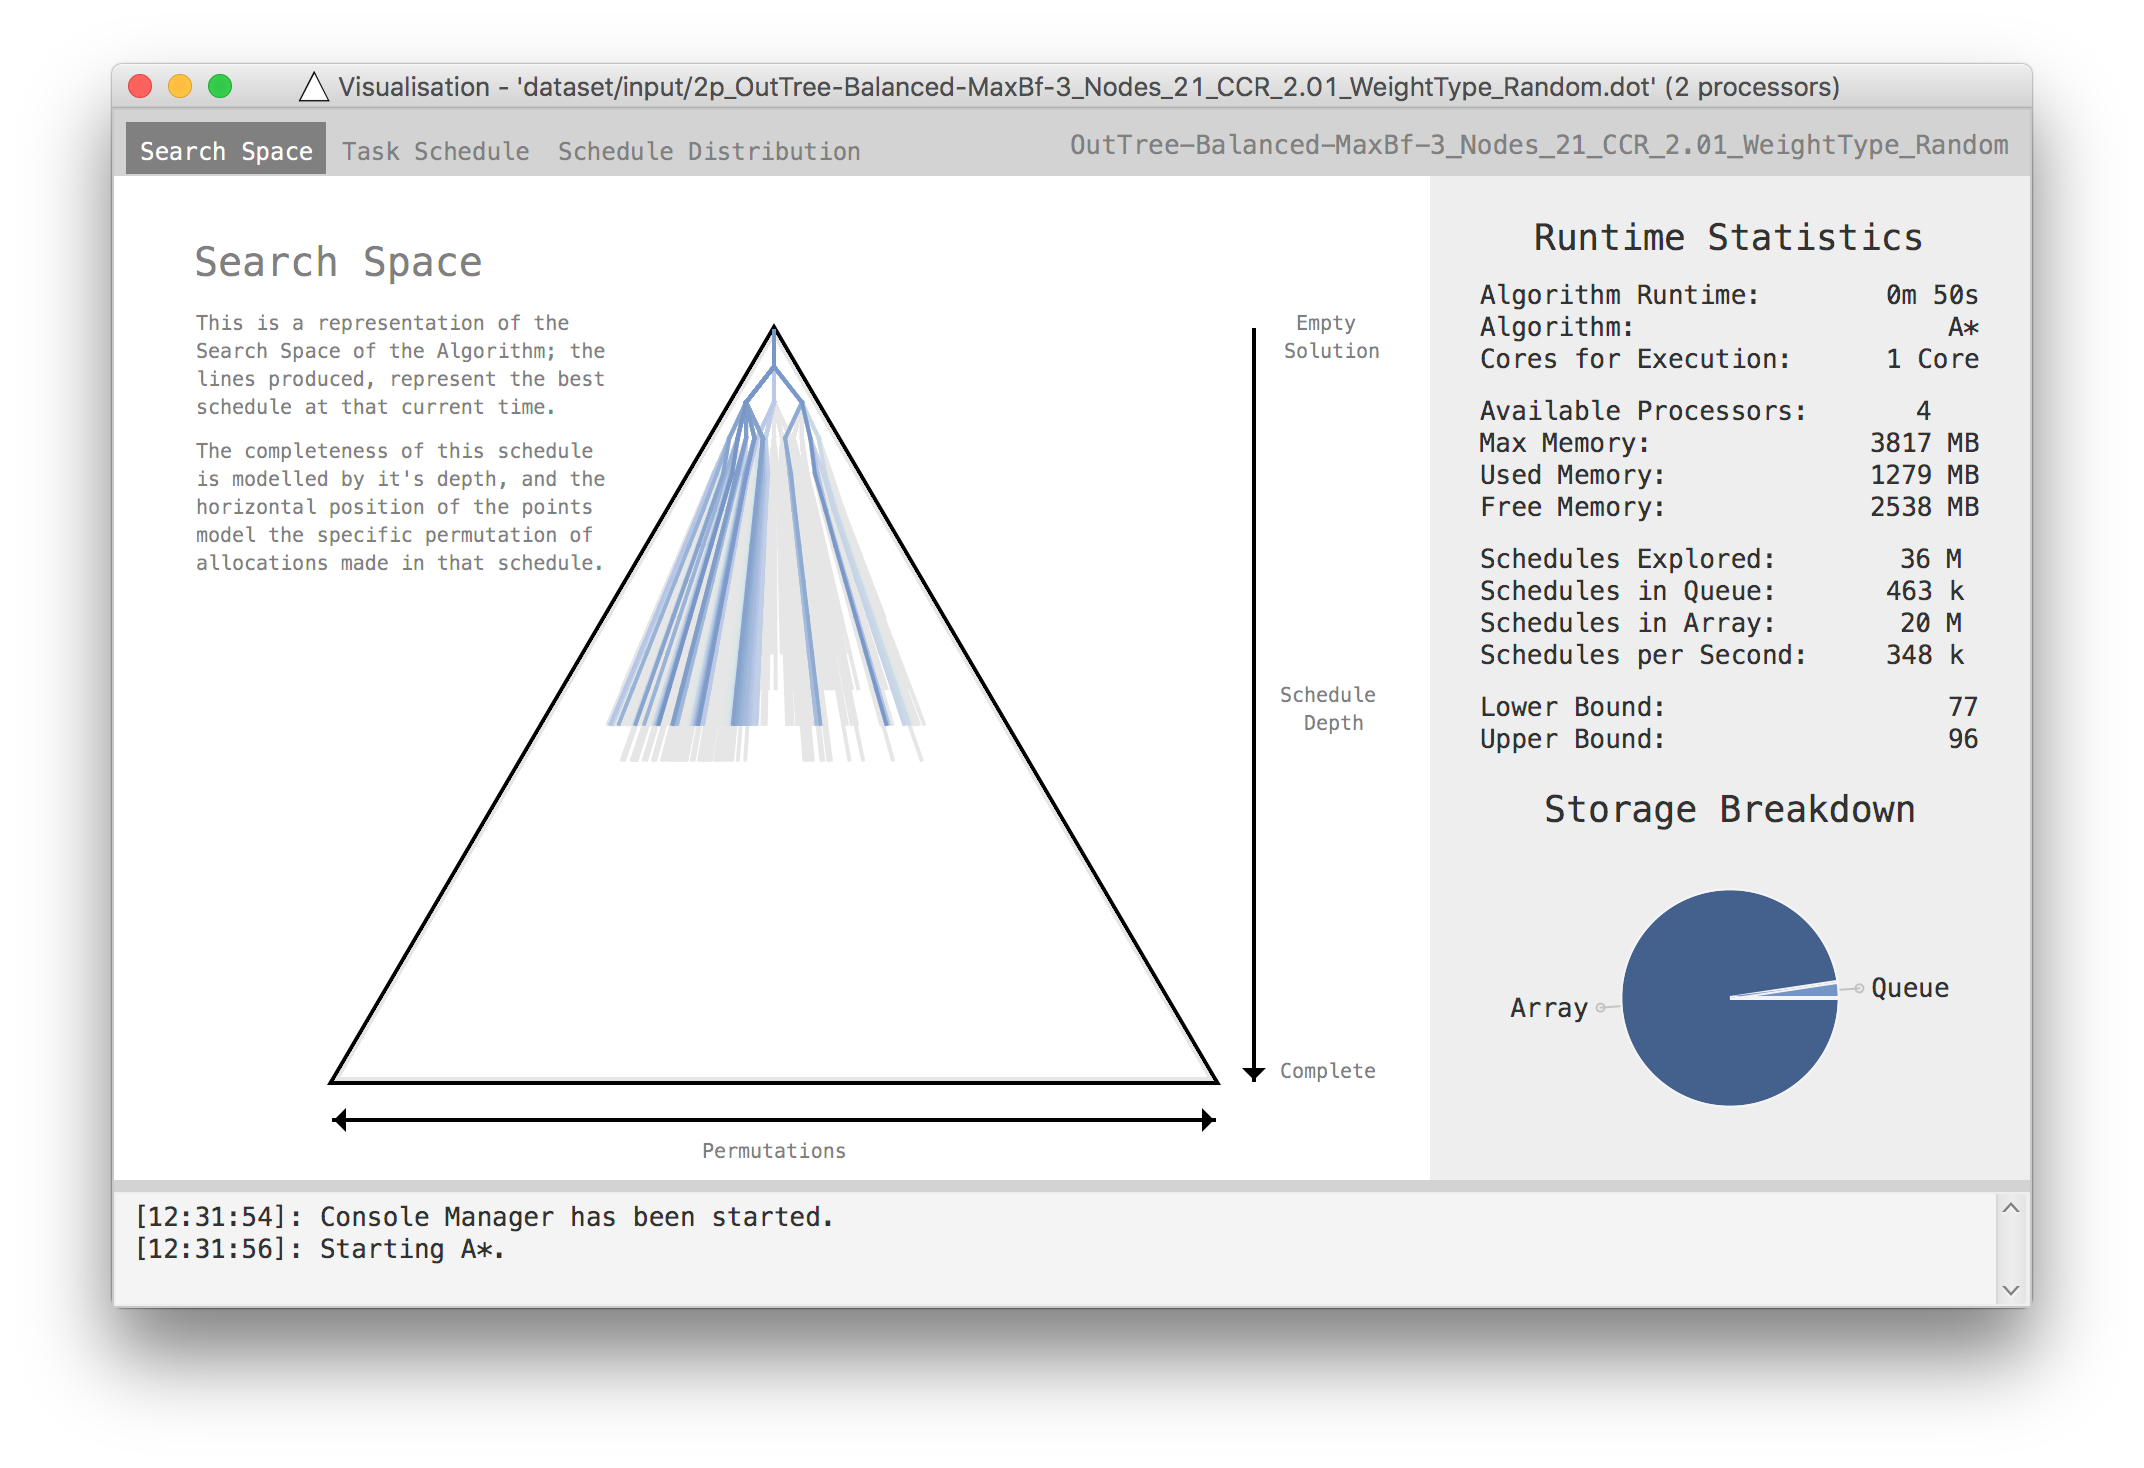 Visualisation - 'dataset/input/2p_OutTree-Balanced-MaxBf-3_Nodes_21_CCR_2.01_WeightType_Random.dot' (2 processors)
Search Space Task Schedule Schedule Distribution OutTree-Balanced-MaxBf-3_Nodes_21_CCR_2.01_WeightType_Random
Search Space
This is a representation of the
Search Space of the Algorithm; the
lines produced, represent the best
schedule at that current time.
The completeness of this schedule
is modelled by it's depth, and the
horizontal position of the points
model the specific permutation of
allocations made in that schedule.
Empty
Solution
Schedule
Depth
Complete
Permutations
Runtime Statistics
Algorithm Runtime: 0m 50s
Algorithm: A*
Cores for Execution: 1 Core
Available Processors: 4
Max Memory: 3817 MB
Used Memory: 1279 MB
Free Memory: 2538 MB
Schedules Explored: 36 M
Schedules in Queue: 463 k
Schedules in Array: 20 M
Schedules per Second: 348 k
Lower Bound: 77
Upper Bound: 96
Storage Breakdown
Queue
Array
[12:31:54]: Console Manager has been started.
[12:31:56]: Starting A*.